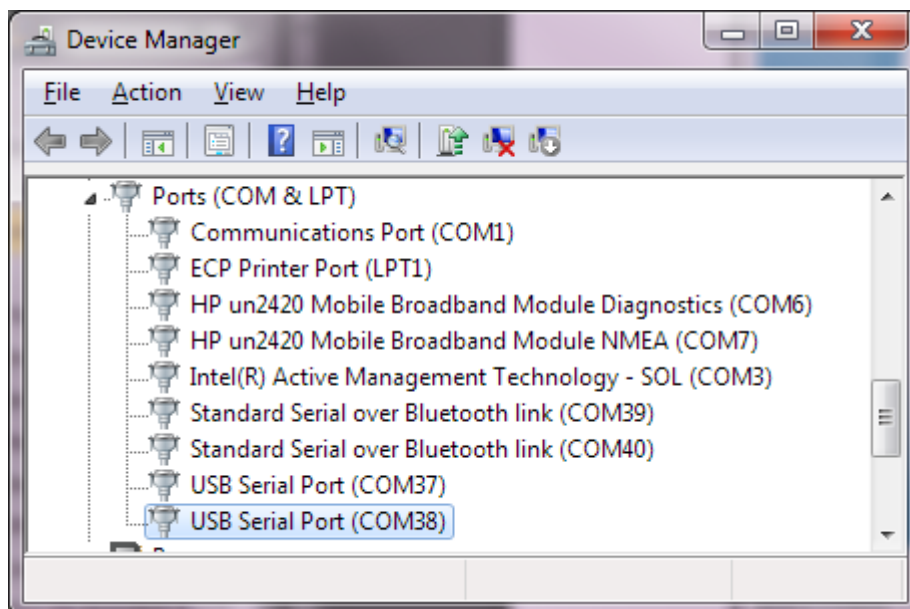 Device Manager
File Action View Help
Ports (COM & LPT)
Communications Port (COM1)
ECP Printer Port (LPT1)
HP un2420 Mobile Broadband Module Diagnostics (COM6)
HP un2420 Mobile Broadband Module NMEA (COM7)
Intel(R) Active Management Technology - SOL (COM3)
Standard Serial over Bluetooth link (COM39)
Standard Serial over Bluetooth link (COM40)
USB Serial Port (COM37)
USB Serial Port (COM38)